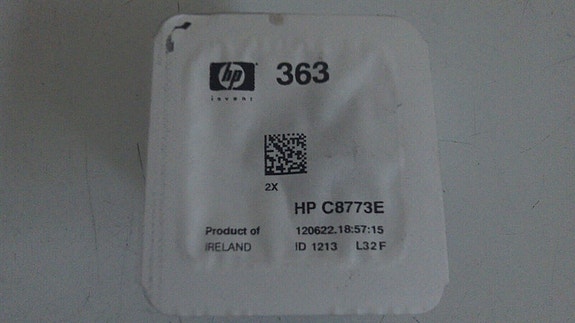 hp 363
invent
2X
HP C8773E
Product of 120622.18:57:15
IRELAND ID 1213 L32F